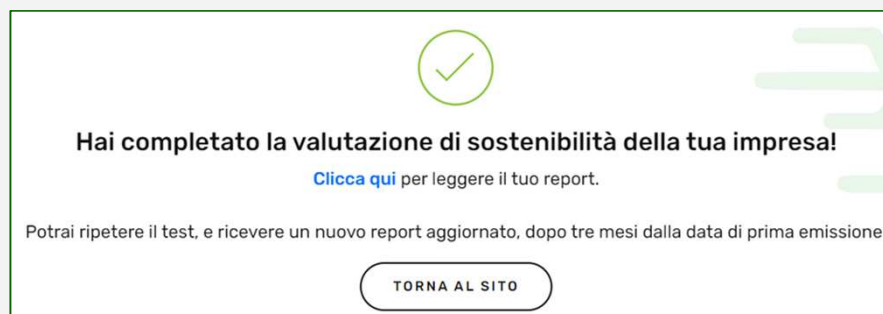 Hai completato la valutazione di sostenibilità della tua impresa!
Clicca qui per leggere il tuo report.
Potrai ripetere il test, e ricevere un nuovo report aggiornato, dopo tre mesi dalla data di prima emissione
TORNA AL SITO